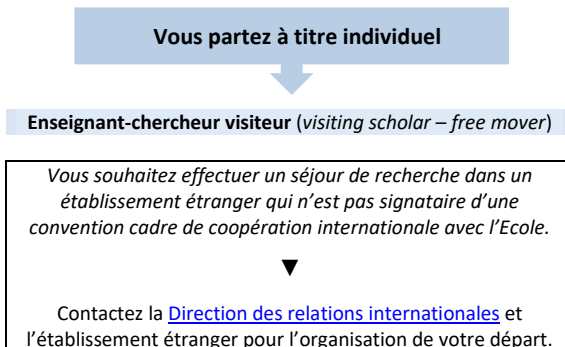 Vous partez à titre individuel
Enseignant-chercheur visiteur (visiting scholar – free mover)
Vous souhaitez effectuer un séjour de recherche dans un
établissement étranger qui n’est pas signataire d’une
convention cadre de coopération internationale avec l’Ecole.
▼
Contactez la Direction des relations internationales et
l’établissement étranger pour l’organisation de votre départ.